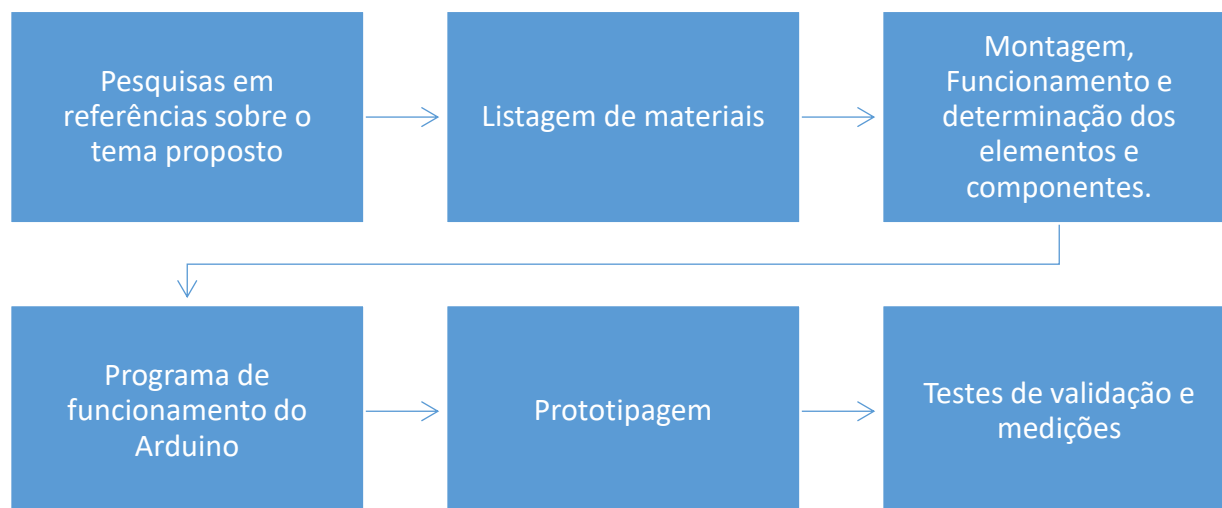 Pesquisas em
referências sobre o
tema proposto
Listagem de materiais
Montagem,
Funcionamento e
determinação dos
elementos e
componentes.
Programa de
funcionamento do
Arduino
Prototipagem
Testes de validação e
medições